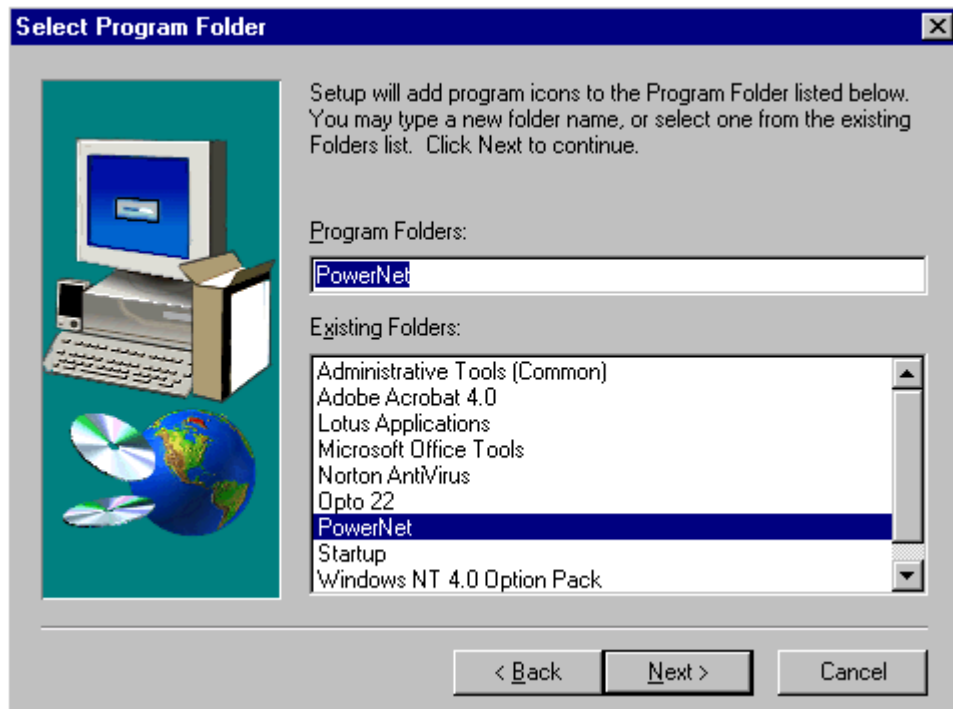 Select Program Folder
Setup will add program icons to the Program Folder listed below.
You may type a new folder name, or select one from the existing
Folders list.  Click Next to continue.
Program Folders:
PowerNet
Existing Folders:
Administrative Tools (Common)
Adobe Acrobat 4.0
Lotus Applications
Microsoft Office Tools
Norton AntiVirus
Opto 22
PowerNet
Startup
Windows NT 4.0 Option Pack
< Back
Next >
Cancel